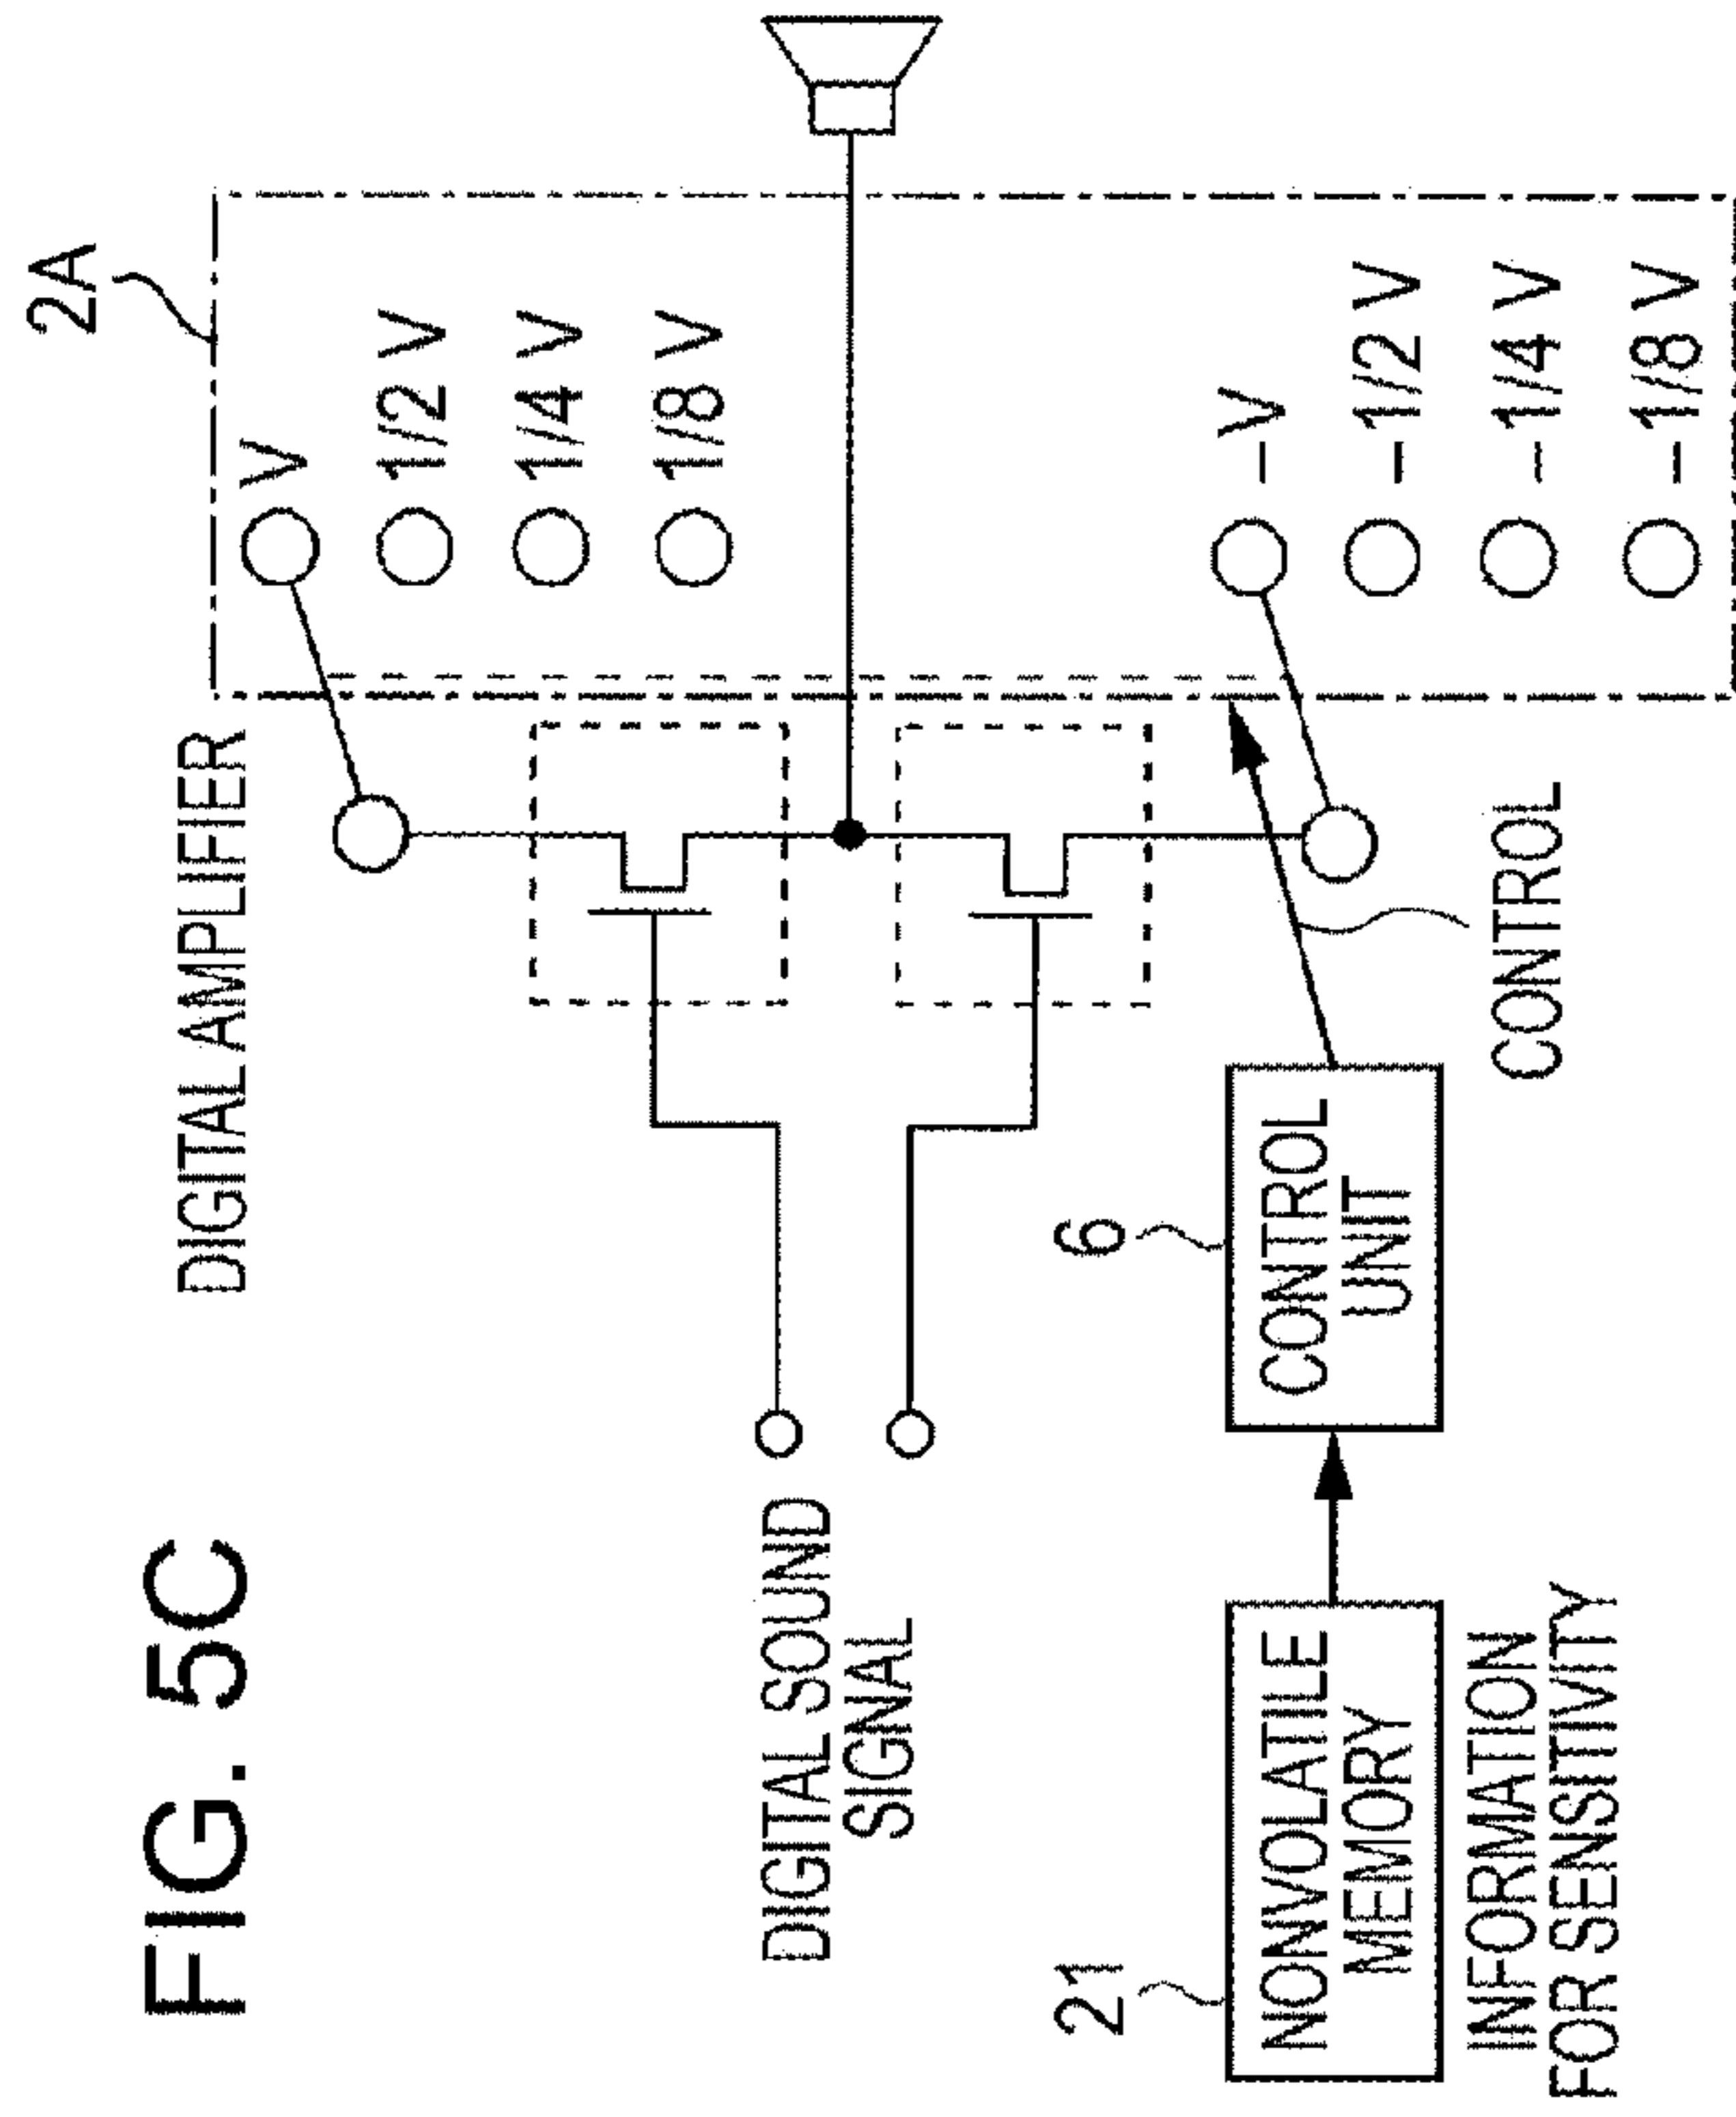 FIG. 5C
DIGITAL AMPLIFIER
2A
V
1/2 V
1/4 V
1/8 V
DIGITAL SOUND
SIGNAL
–V
–1/2 V
–1/4 V
–1/8 V
21
NONVOLATILE
MEMORY
INFORMATION
FOR SENSITIVITY
6
CONTROL
UNIT
CONTROL